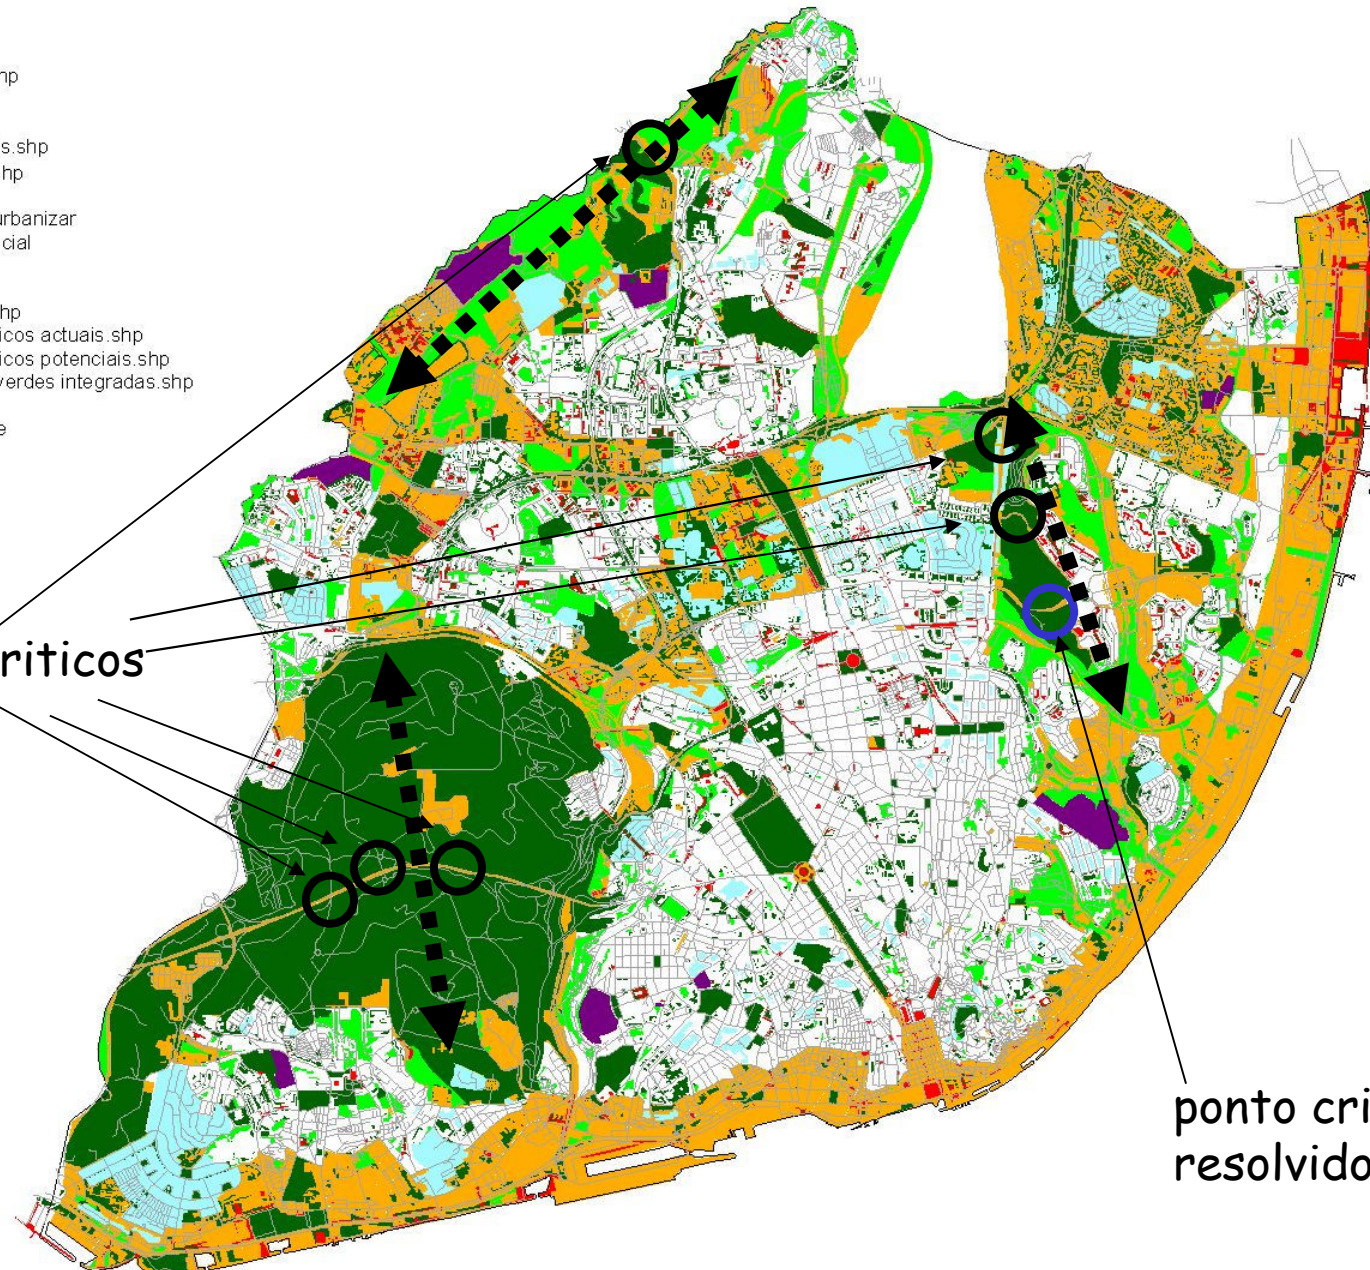 hp
s.shp
hp
urbanizar
cial
hp
icos actuais.shp
icos potenciais.shp
verdes integradas.shp
e
riticos
ponto cri
resolvido